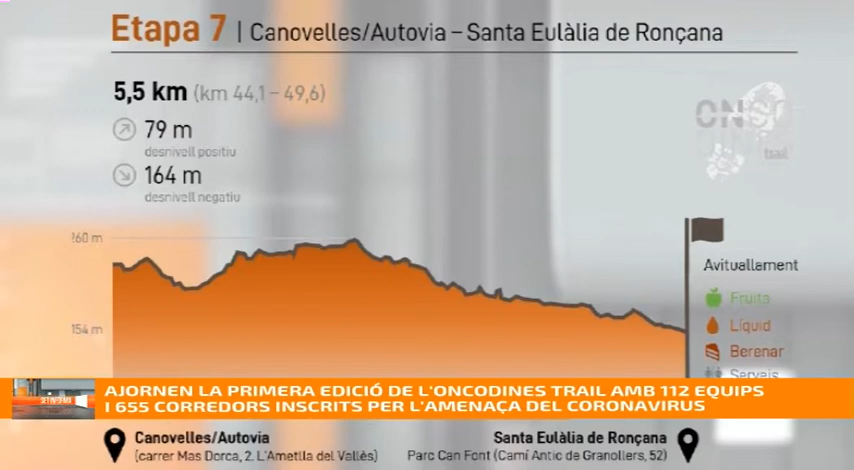 Etapa 7 | Canovelles/Autovia – Santa Eulàlia de Ronçana
5,5 km (km 44,1 – 49,6)
79 m
desnivell positiu
164 m
desnivell negatiu
trail
260 m
154 m
Avituallament
Fruita
Líquid
Berenar
Serveis
AJORNEN LA PRIMERA EDICIÓ DE L'ONCODINES TRAIL AMB 112 EQUIPS
I 655 CORREDORS INSCRITS PER L'AMENAÇA DEL CORONAVIRUS
Canovelles/Autovia
(carrer Mas Dorca, 2. L'Ametlla del Vallès)
Santa Eulàlia de Ronçana
Parc Can Font (Camí Antic de Granollers, 52)